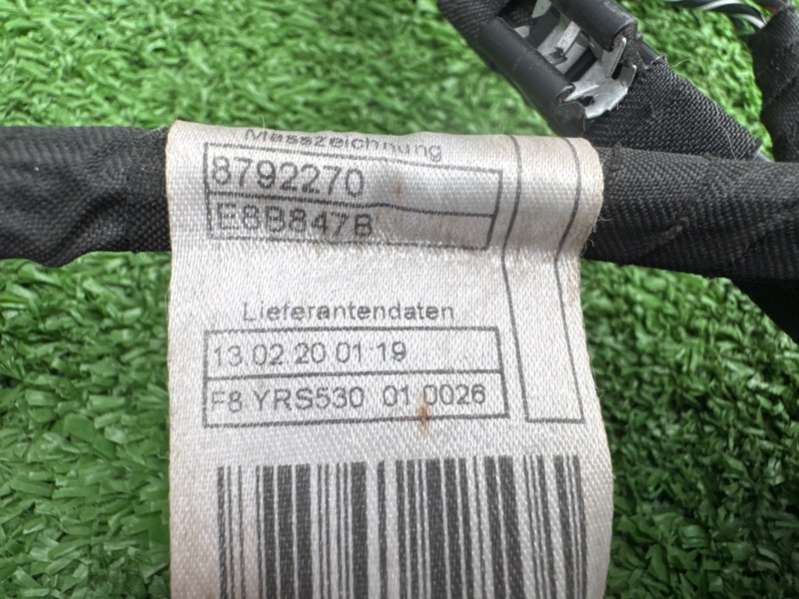 Masszeichnung
8792270
E8B847B
Lieferantendaten
13 02 20 01 19
F8 YRS530 01 0026